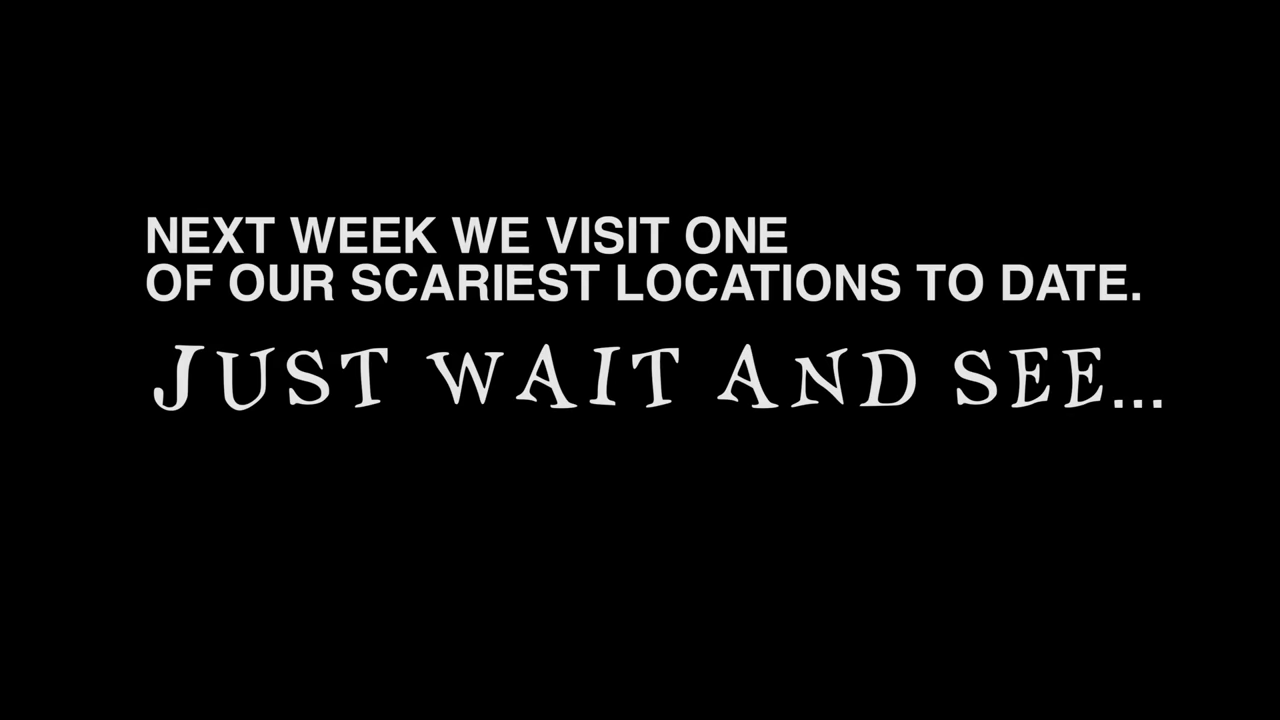 NEXT WEEK WE VISIT ONE
OF OUR SCARIEST LOCATIONS TO DATE.
JUST WAIT AND SEE...